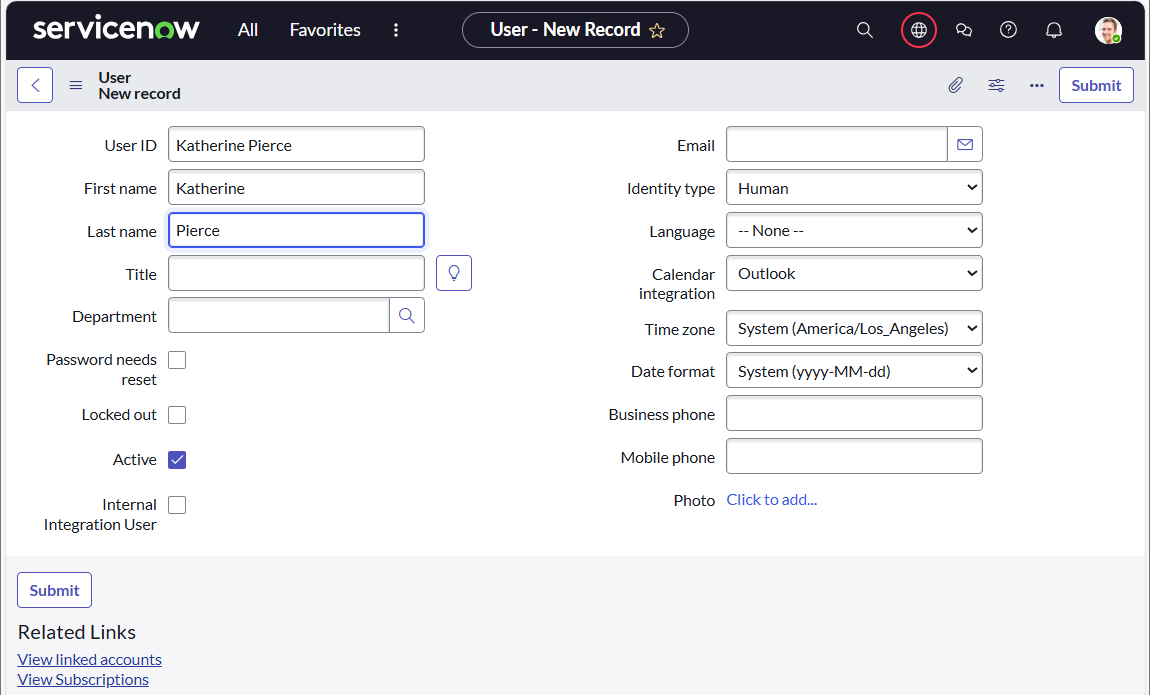 servicenow All Favorites User - New Record
User
New record
Submit
User ID Katherine Pierce
First name Katherine
Last name Pierce
Title
Department
Password needs
reset
Locked out
Active
Internal
Integration User
Email
Identity type Human
Language -- None --
Calendar
integration Outlook
Time zone System (America/Los_Angeles)
Date format System (yyyy-MM-dd)
Business phone
Mobile phone
Photo Click to add...
Submit
Related Links
View linked accounts
View Subscriptions